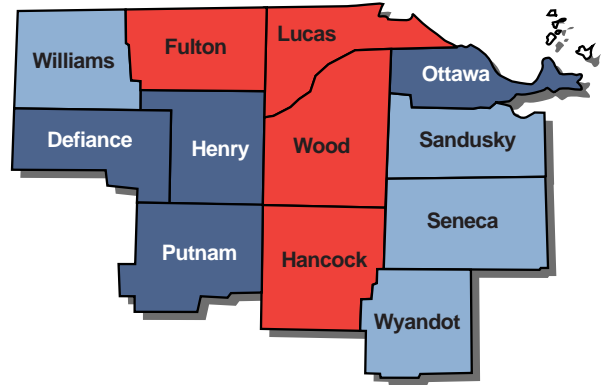 Lucas
Fulton
Williams
Ottawa
Defiance
Henry
Wood
Sandusky
Seneca
Putnam
Hancock
Wyandot